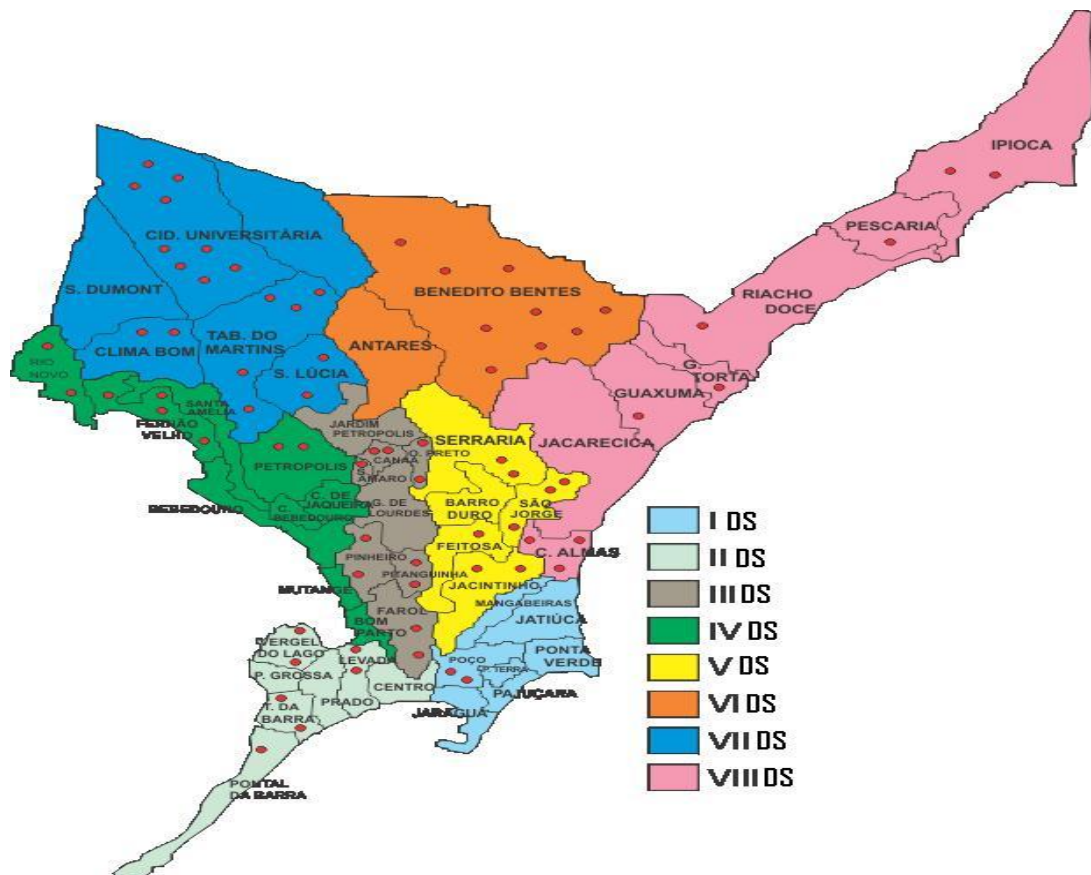 IPIOCA
PESCARIA
RIACHO
DOCE
CID. UNIVERSITÁRIA
S. DUMONT
BENEDITO BENTES
TAB. DO
MARTINS
ANTARES
CLIMA BOM
S. LÚCIA
G.
TORTA
GUAXUMA
RIO
NOVO
SANTA
AMÉLIA
FERNÃO
VELHO
JARDIM
PETROPOLIS
SERRARIA
JACARECICA
O. PRETO
CANAÃ
S.
AMARO
PETROPOLIS
C. DE
JAQUEIRA
C.
BEBEDOURO
BEBEDOURO
G. DE
LOURDES
BARRO
DURO
SÃO
JORGE
FEITOSA
C. ALMAS
PINHEIRO
PITANGUINHA
JACINTINHO
MUTANGE
MANGABEIRAS
FAROL
JATIÚCA
BOM
PARTO
V.ERGEL
DO LAGO
LEVADA
POÇO
P. TERRA
PONTA
VERDE
P. GROSSA
CENTRO
PRADO
PAJUÇARA
T. DA
BARRA
JARAGUÁ
PONTAL
DA BARRA
I DS
II DS
III DS
IV DS
V DS
VI DS
VII DS
VIII DS